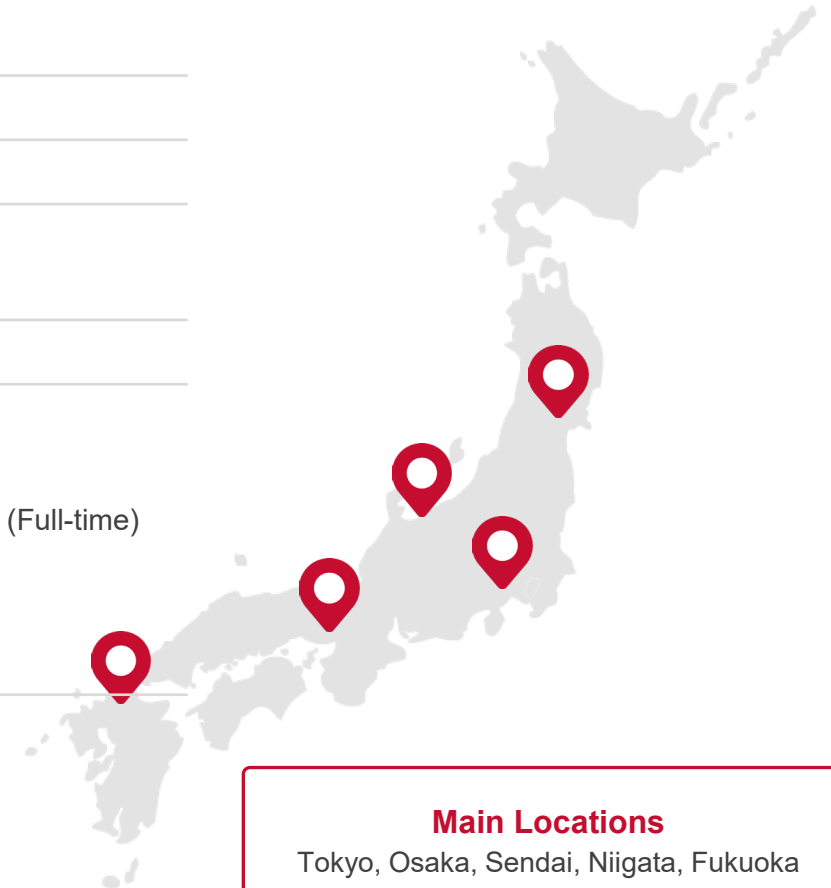 (Full-time)
Main Locations
Tokyo, Osaka, Sendai, Niigata, Fukuoka